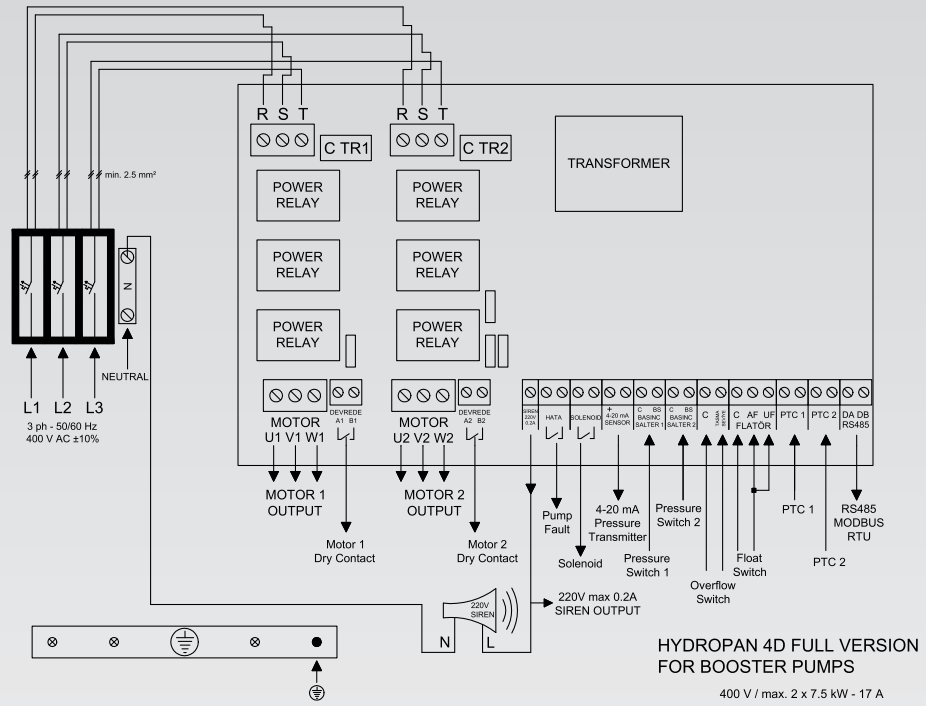 R S T
R S T
C TR1
C TR2
TRANSFORMER
POWER
RELAY
POWER
RELAY
min. 2.5 mm²
POWER
RELAY
POWER
RELAY
N
POWER
RELAY
POWER
RELAY
NEUTRAL
L1 L2 L3
3 ph - 50/60 Hz
400 V AC ±10%
MOTOR
U1 V1 W1
DEVREDE
A1 B1
MOTOR
U2 V2 W2
DEVREDE
A2 B2
SIREN
220V
0.2A
HATA
SOLENOID
+
4-20 mA
SENSOR
C BS
BASINC
SALTER 1
C BS
BASINC
SALTER 2
C
TASMA
SEVIYE
C AF UF
FLATÖR
PTC 1
PTC 2
DA DB
RS485
MOTOR 1
OUTPUT
MOTOR 2
OUTPUT
Motor 1
Dry Contact
Motor 2
Dry Contact
Pump
Fault
Solenoid
4-20 mA
Pressure
Transmitter
Pressure
Switch 1
Pressure
Switch 2
Overflow
Switch
Float
Switch
PTC 1
PTC 2
RS485
MODBUS
RTU
220V
SIREN
N
L
220V max 0.2A
SIREN OUTPUT
HYDROPAN 4D FULL VERSION
FOR BOOSTER PUMPS
400 V / max. 2 x 7.5 kW - 17 A